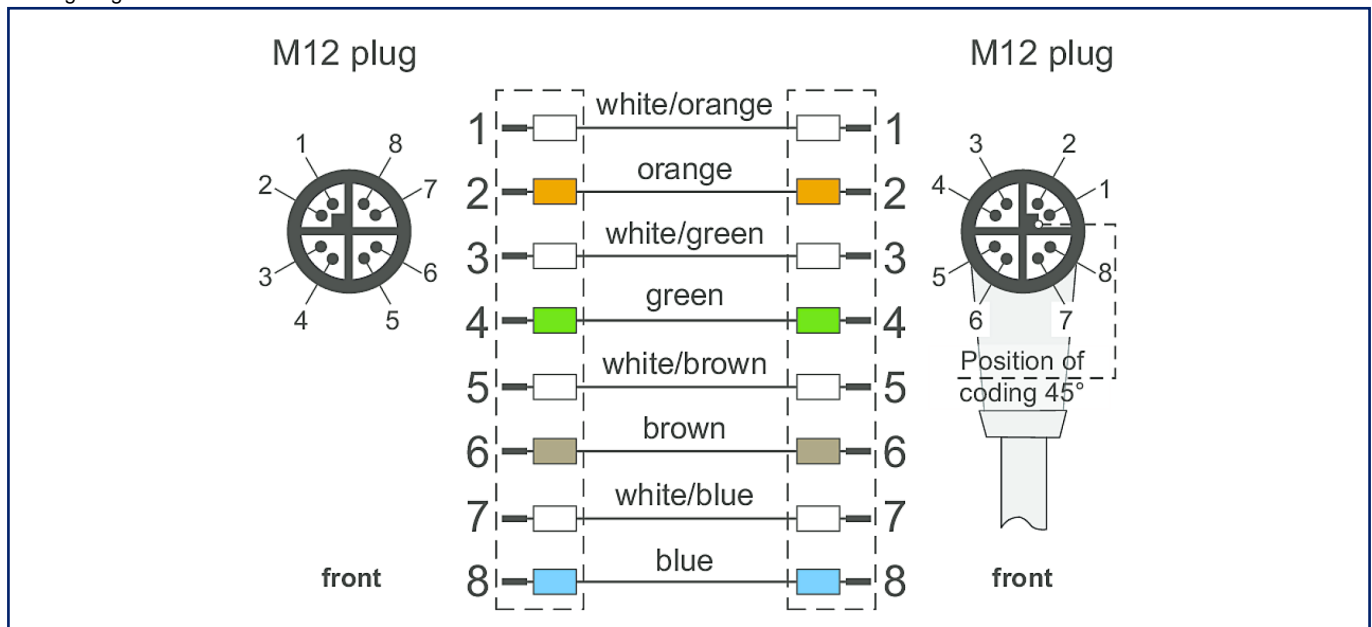 M12 plug
M12 plug
1 white/orange 1
2 orange 2
3 white/green 3
4 green 4
5 white/brown 5
6 brown 6
7 white/blue 7
8 blue 8
1 8
2 7
3 6
4 5
3 2
4 1
5 8
6 7
Position of
coding 45°
front
front